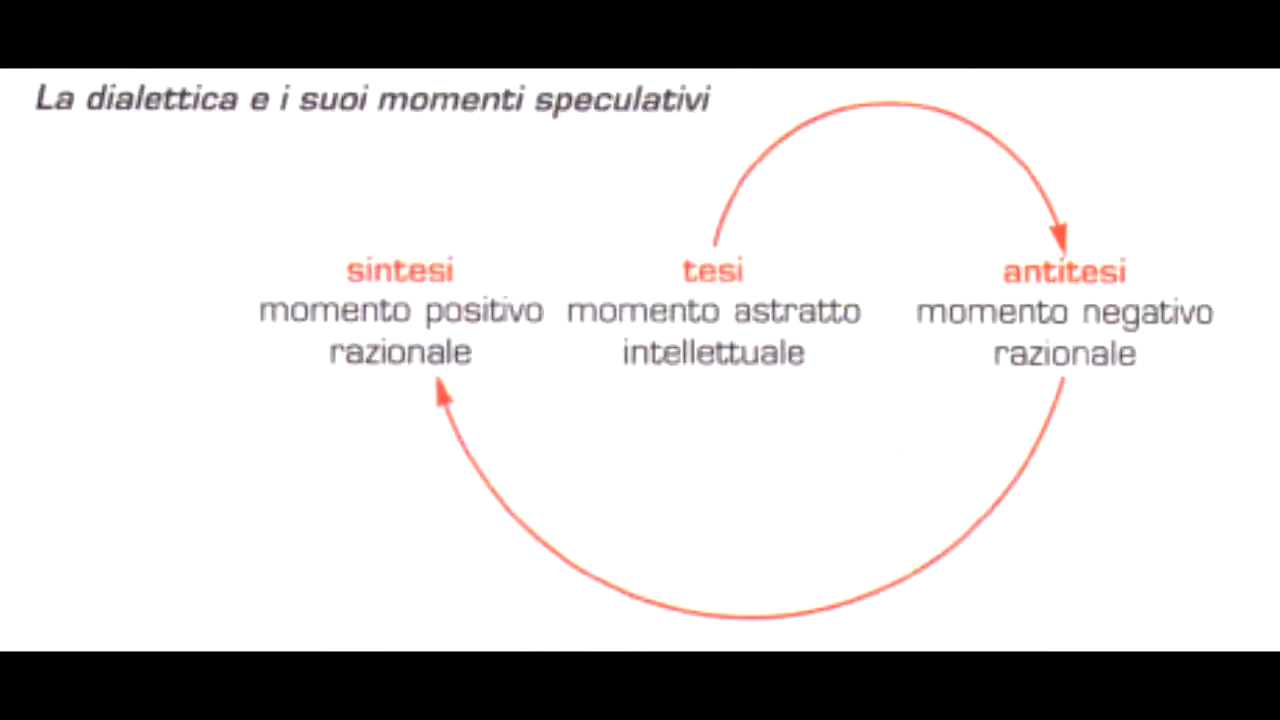 La dialettica e i suoi momenti speculativi
sintesi
momento positivo
razionale
tesi
momento astratto
intellettuale
antitesi
momento negativo
razionale